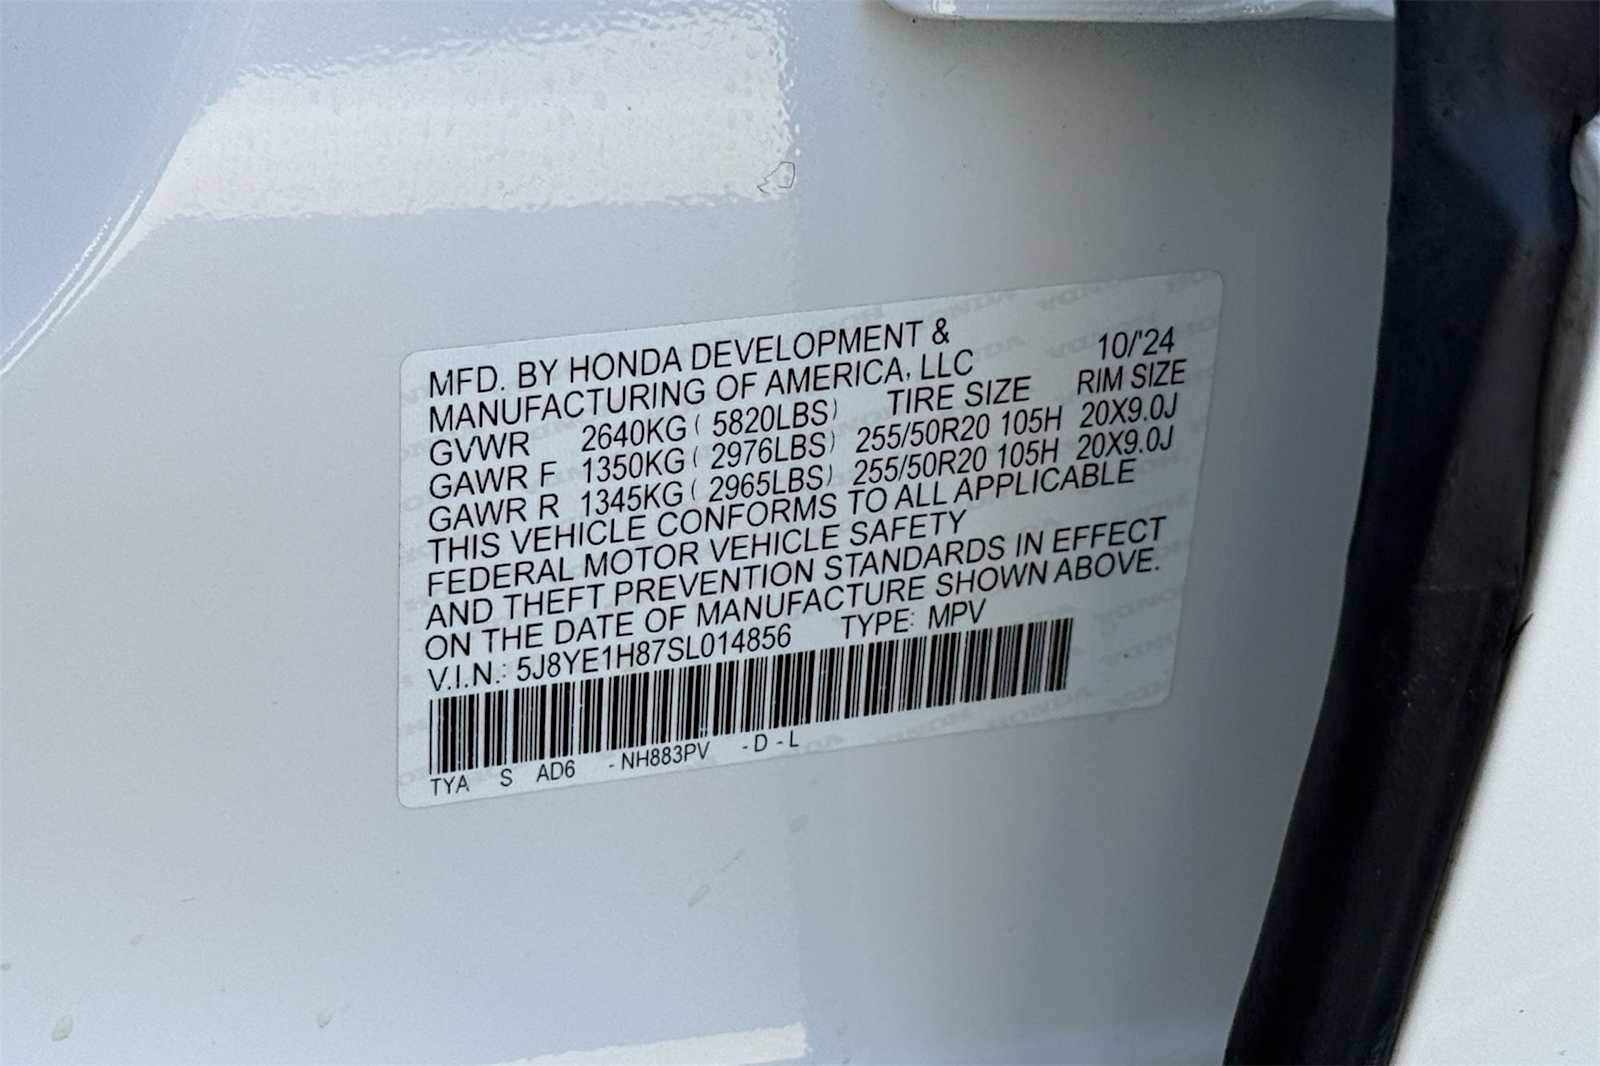 MFD. BY HONDA DEVELOPMENT &
MANUFACTURING OF AMERICA, LLC 10/'24
GVWR 2640KG ( 5820LBS) TIRE SIZE RIM SIZE
GAWR F 1350KG ( 2976LBS) 255/50R20 105H 20X9.0J
GAWR R 1345KG ( 2965LBS) 255/50R20 105H 20X9.0J
THIS VEHICLE CONFORMS TO ALL APPLICABLE
FEDERAL MOTOR VEHICLE SAFETY
AND THEFT PREVENTION STANDARDS IN EFFECT
ON THE DATE OF MANUFACTURE SHOWN ABOVE.
V.I.N.: 5J8YE1H87SL014856 TYPE: MPV
TYA S AD6 - NH883PV - D - L